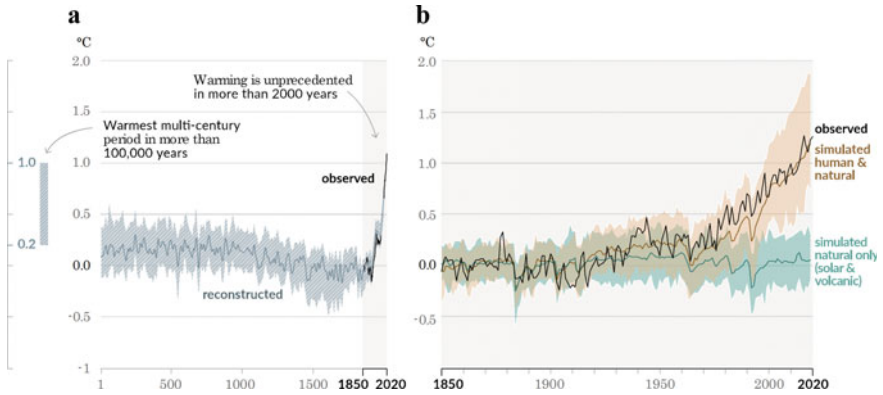 a
°C
2.0
1.5
1.0
0.5
0.0
-0.5
-1
1.0
0.2
Warming is unprecedented
in more than 2000 years
Warmest multi-century
period in more than
100,000 years
observed
reconstructed
1
500
1000
1500
1850
2020
b
°C
2.0
1.5
1.0
0.5
0.0
-0.5
observed
simulated
human &
natural
simulated
natural only
(solar &
volcanic)
1850
1900
1950
2000
2020